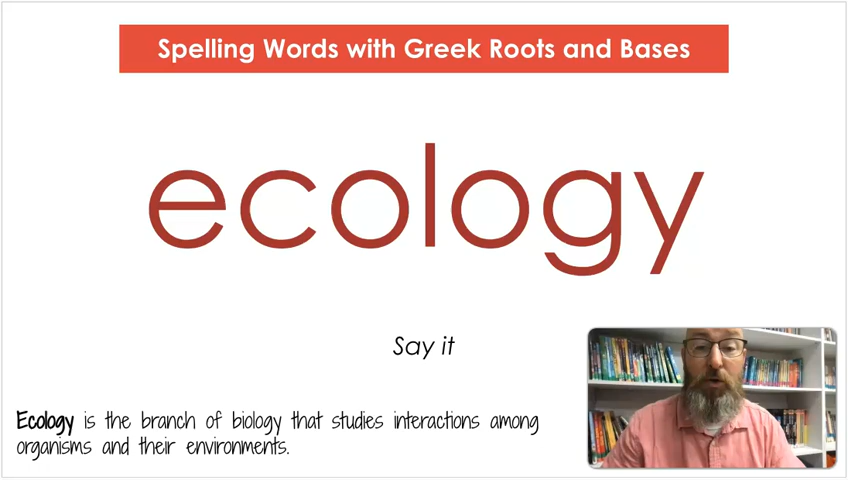 Spelling Words with Greek Roots and Bases
ecology
Say it
Ecology is the branch of biology that studies interactions among
organisms and their environments.